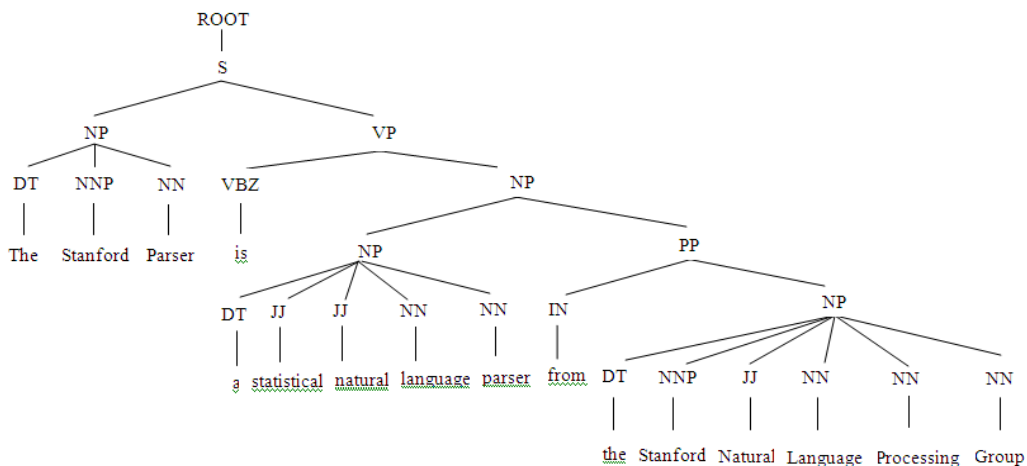 ROOT
S
NP VP
DT NNP NN VBZ NP
The Stanford Parser is NP PP
DT JJ JJ NN NN IN NP
a statistical natural language parser from DT NNP JJ NN NN NN
the Stanford Natural Language Processing Group